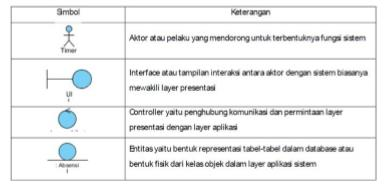 Simbol
Keterangan
Timer
Aktor atau pelaku yang mendorong untuk terbentuknya fungsi sistem
UI
Interface atau tampilan interaksi antara aktor dengan sistem biasanya
mewakili layer presentasi
Controller yaitu penghubung komunikasi dan permintaan layer
presentasi dengan layer aplikasi
: Absensi
Entitas yaitu bentuk representasi tabel-tabel dalam database atau
bentuk fisik dari kelas objek dalam layer aplikasi sistem